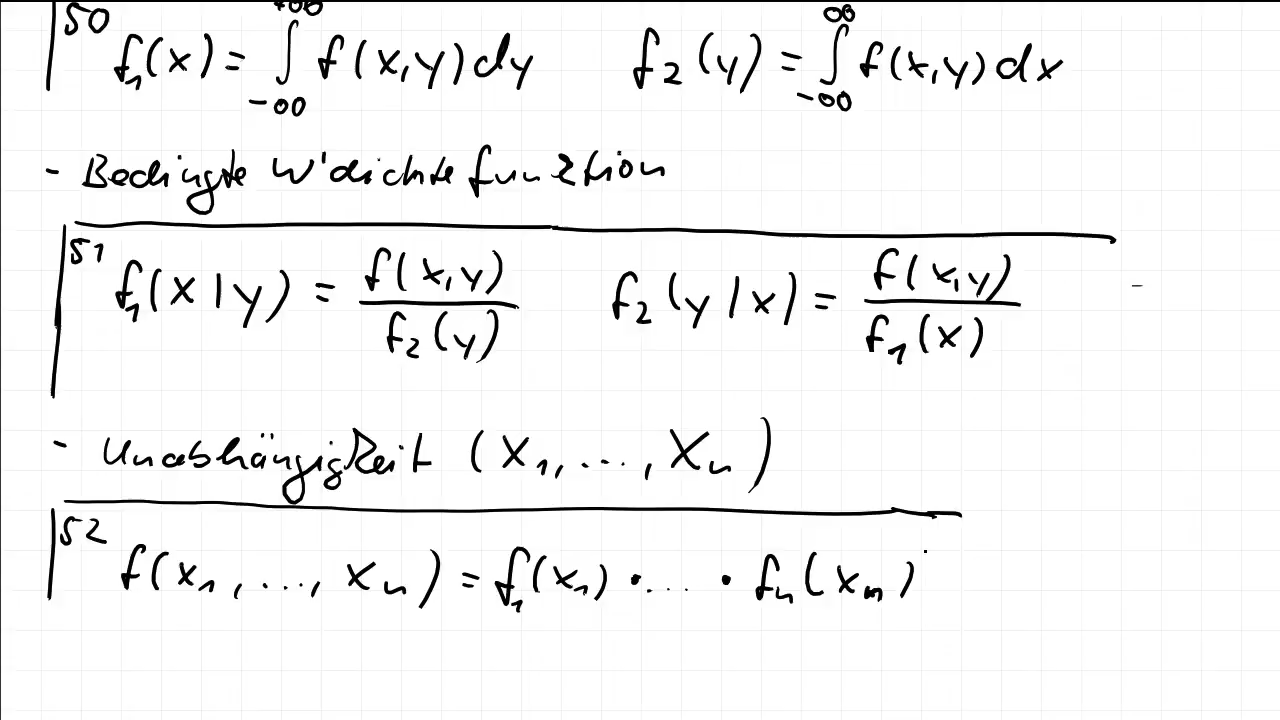 50 f₁(x) = ∫_{-∞}^{+∞} f(x,y) dy f₂(y) = ∫_{-∞}^{∞} f(x,y) dx
- Bedingte W'dichtefunktion
51 f₁(x|y) = f(x,y) / f₂(y) f₂(y|x) = f(x,y) / f₁(x)
- Unabhängigkeit (X₁, ..., Xₙ)
52 f(x₁, ..., xₙ) = f₁(x₁) · ... · fₙ(xₙ)